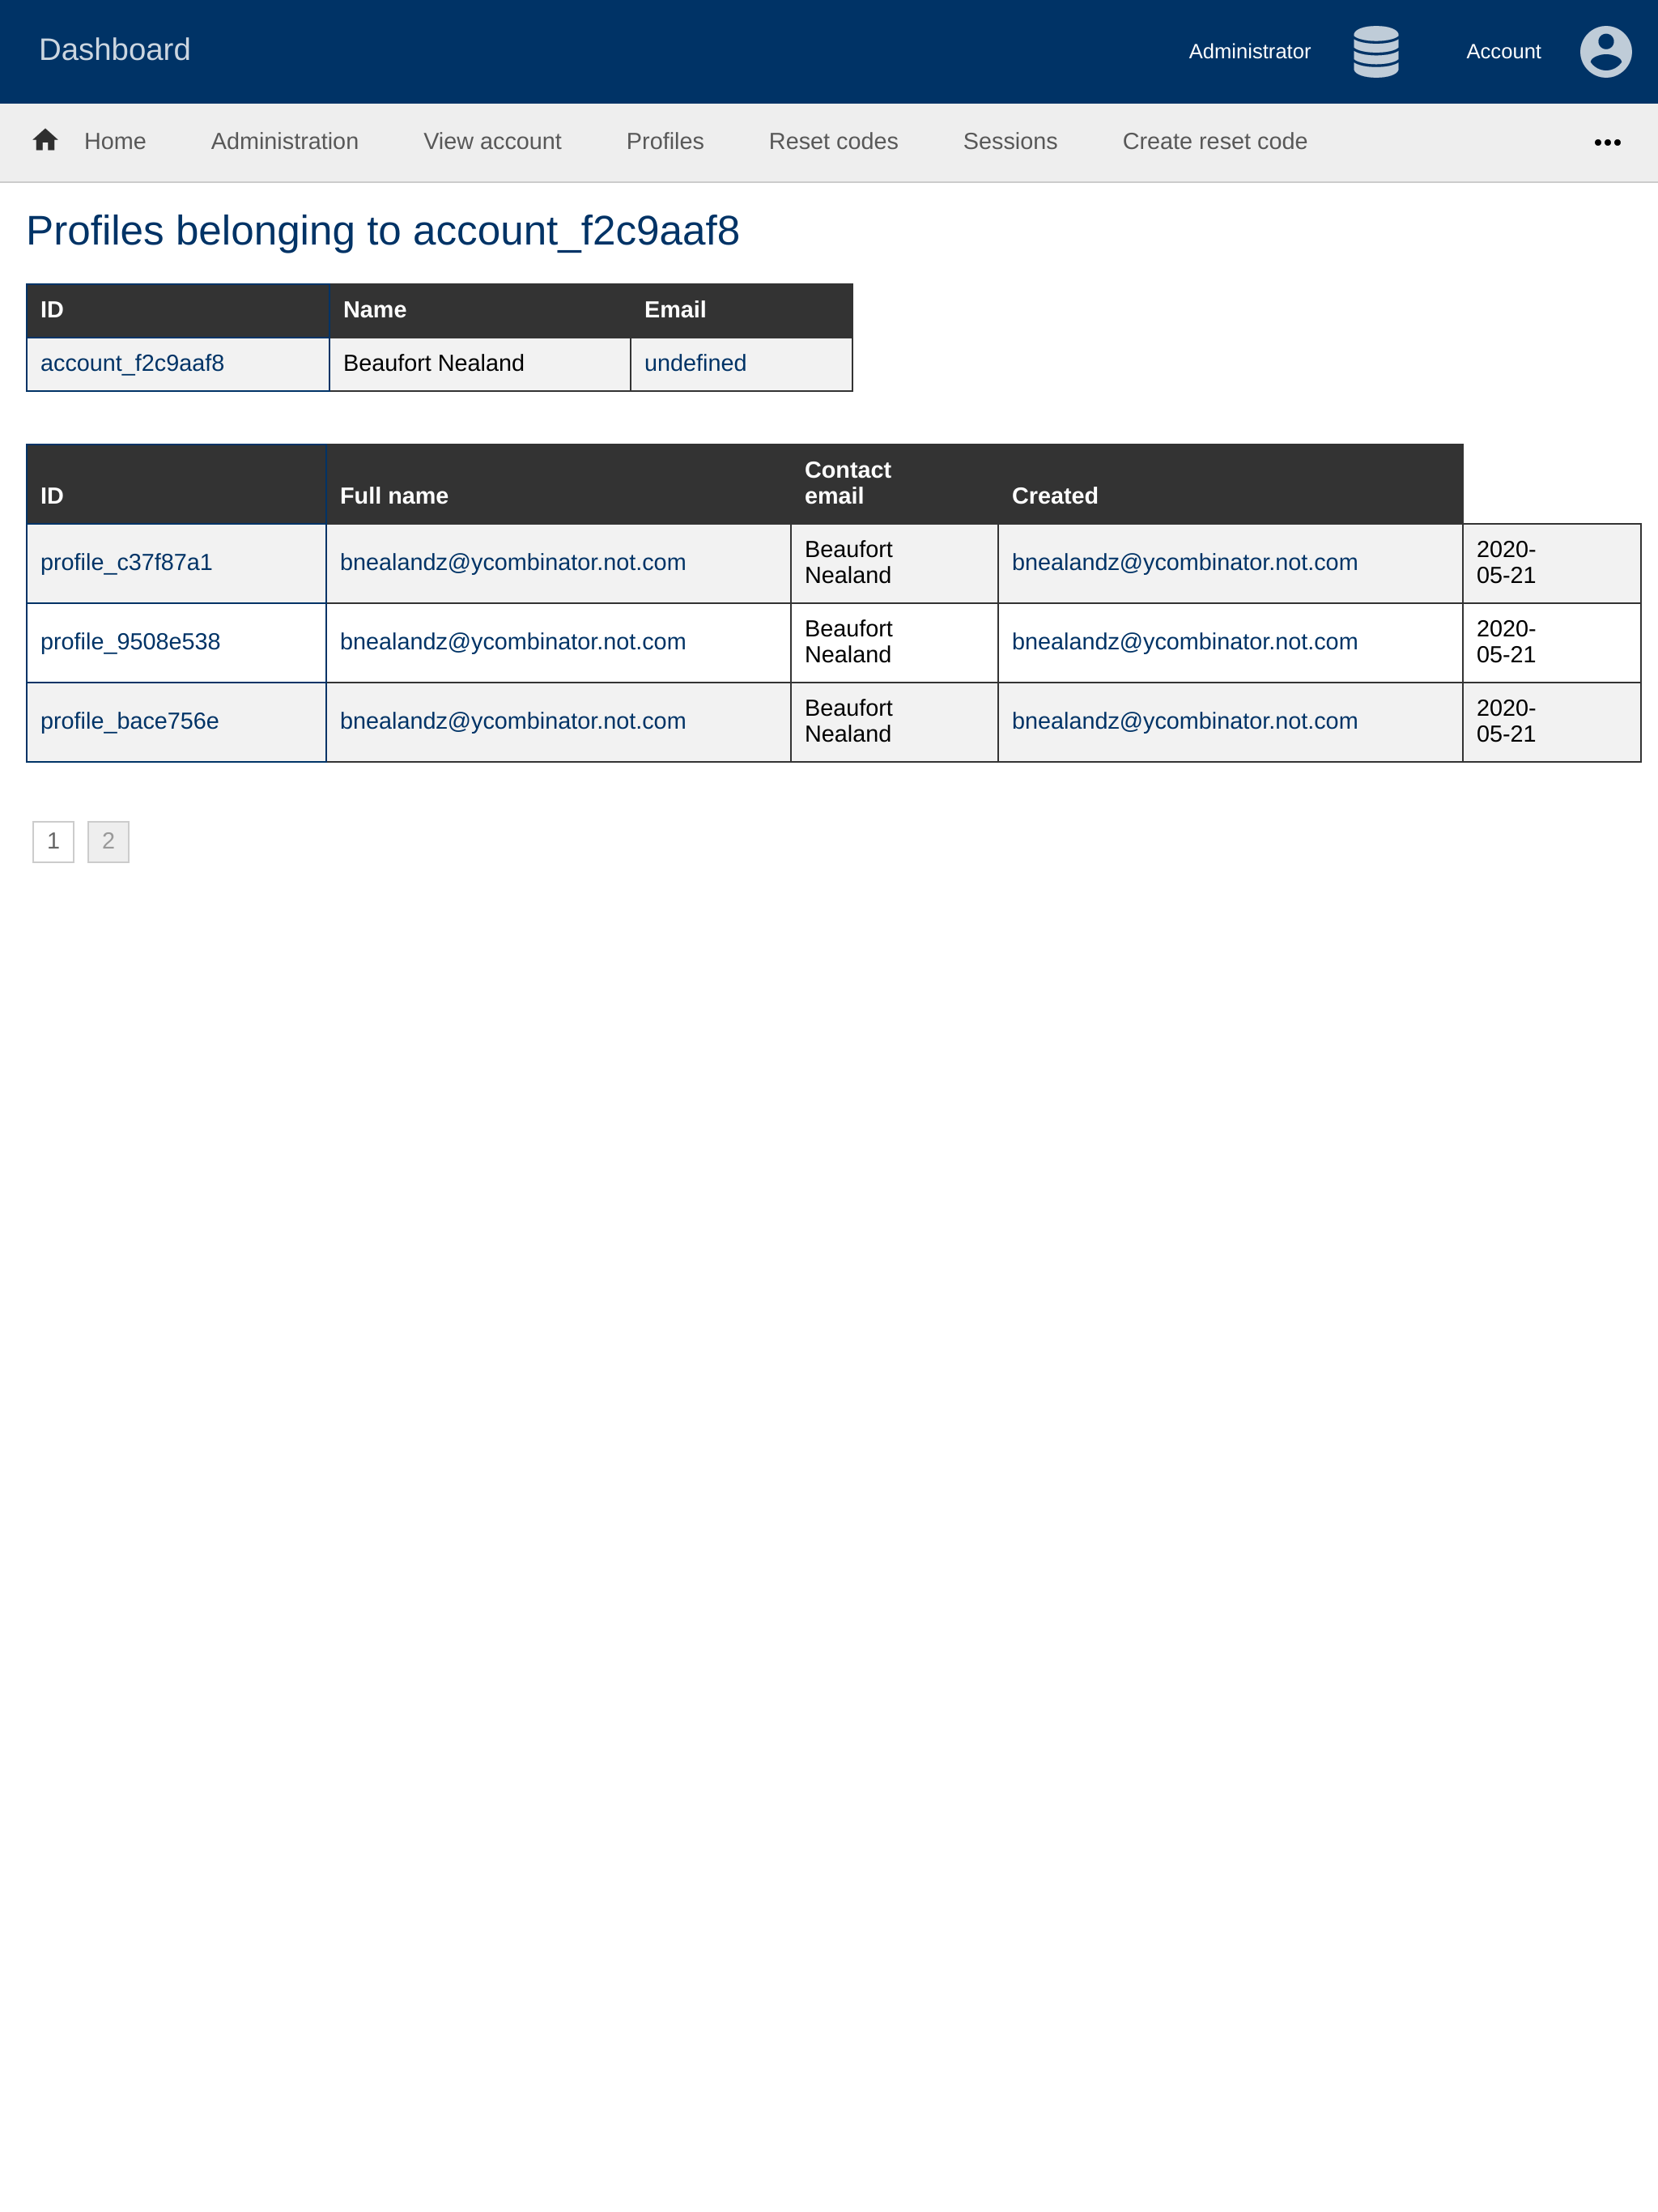 Dashboard
Administrator
Account
Home
Administration
View account
Profiles
Reset codes
Sessions
Create reset code
Profiles belonging to account_f2c9aaf8
ID Name Email
account_f2c9aaf8 Beaufort Nealand undefined
ID Full name Contact email Created
profile_c37f87a1 bnealandz@ycombinator.not.com Beaufort Nealand bnealandz@ycombinator.not.com 2020-05-21
profile_9508e538 bnealandz@ycombinator.not.com Beaufort Nealand bnealandz@ycombinator.not.com 2020-05-21
profile_bace756e bnealandz@ycombinator.not.com Beaufort Nealand bnealandz@ycombinator.not.com 2020-05-21
1 2